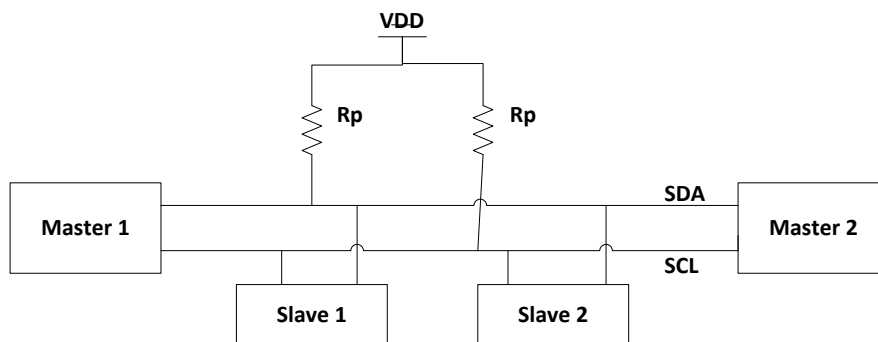 VDD
Rp Rp
SDA
Master 1 Master 2
SCL
Slave 1 Slave 2